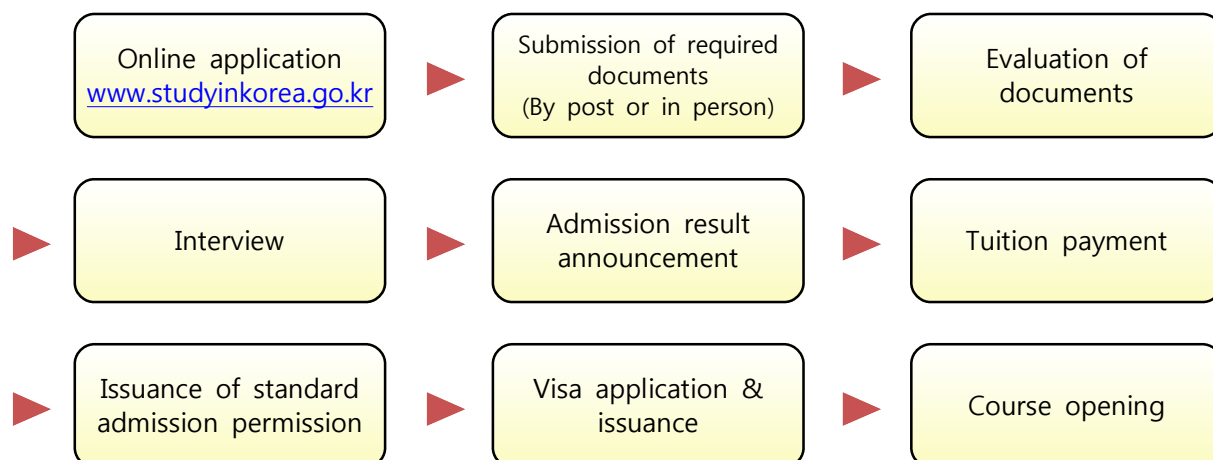 Online application
www.studyinkorea.go.kr
Submission of required
documents
(By post or in person)
Evaluation of
documents
Interview
Admission result
announcement
Tuition payment
Issuance of standard
admission permission
Visa application &
issuance
Course opening